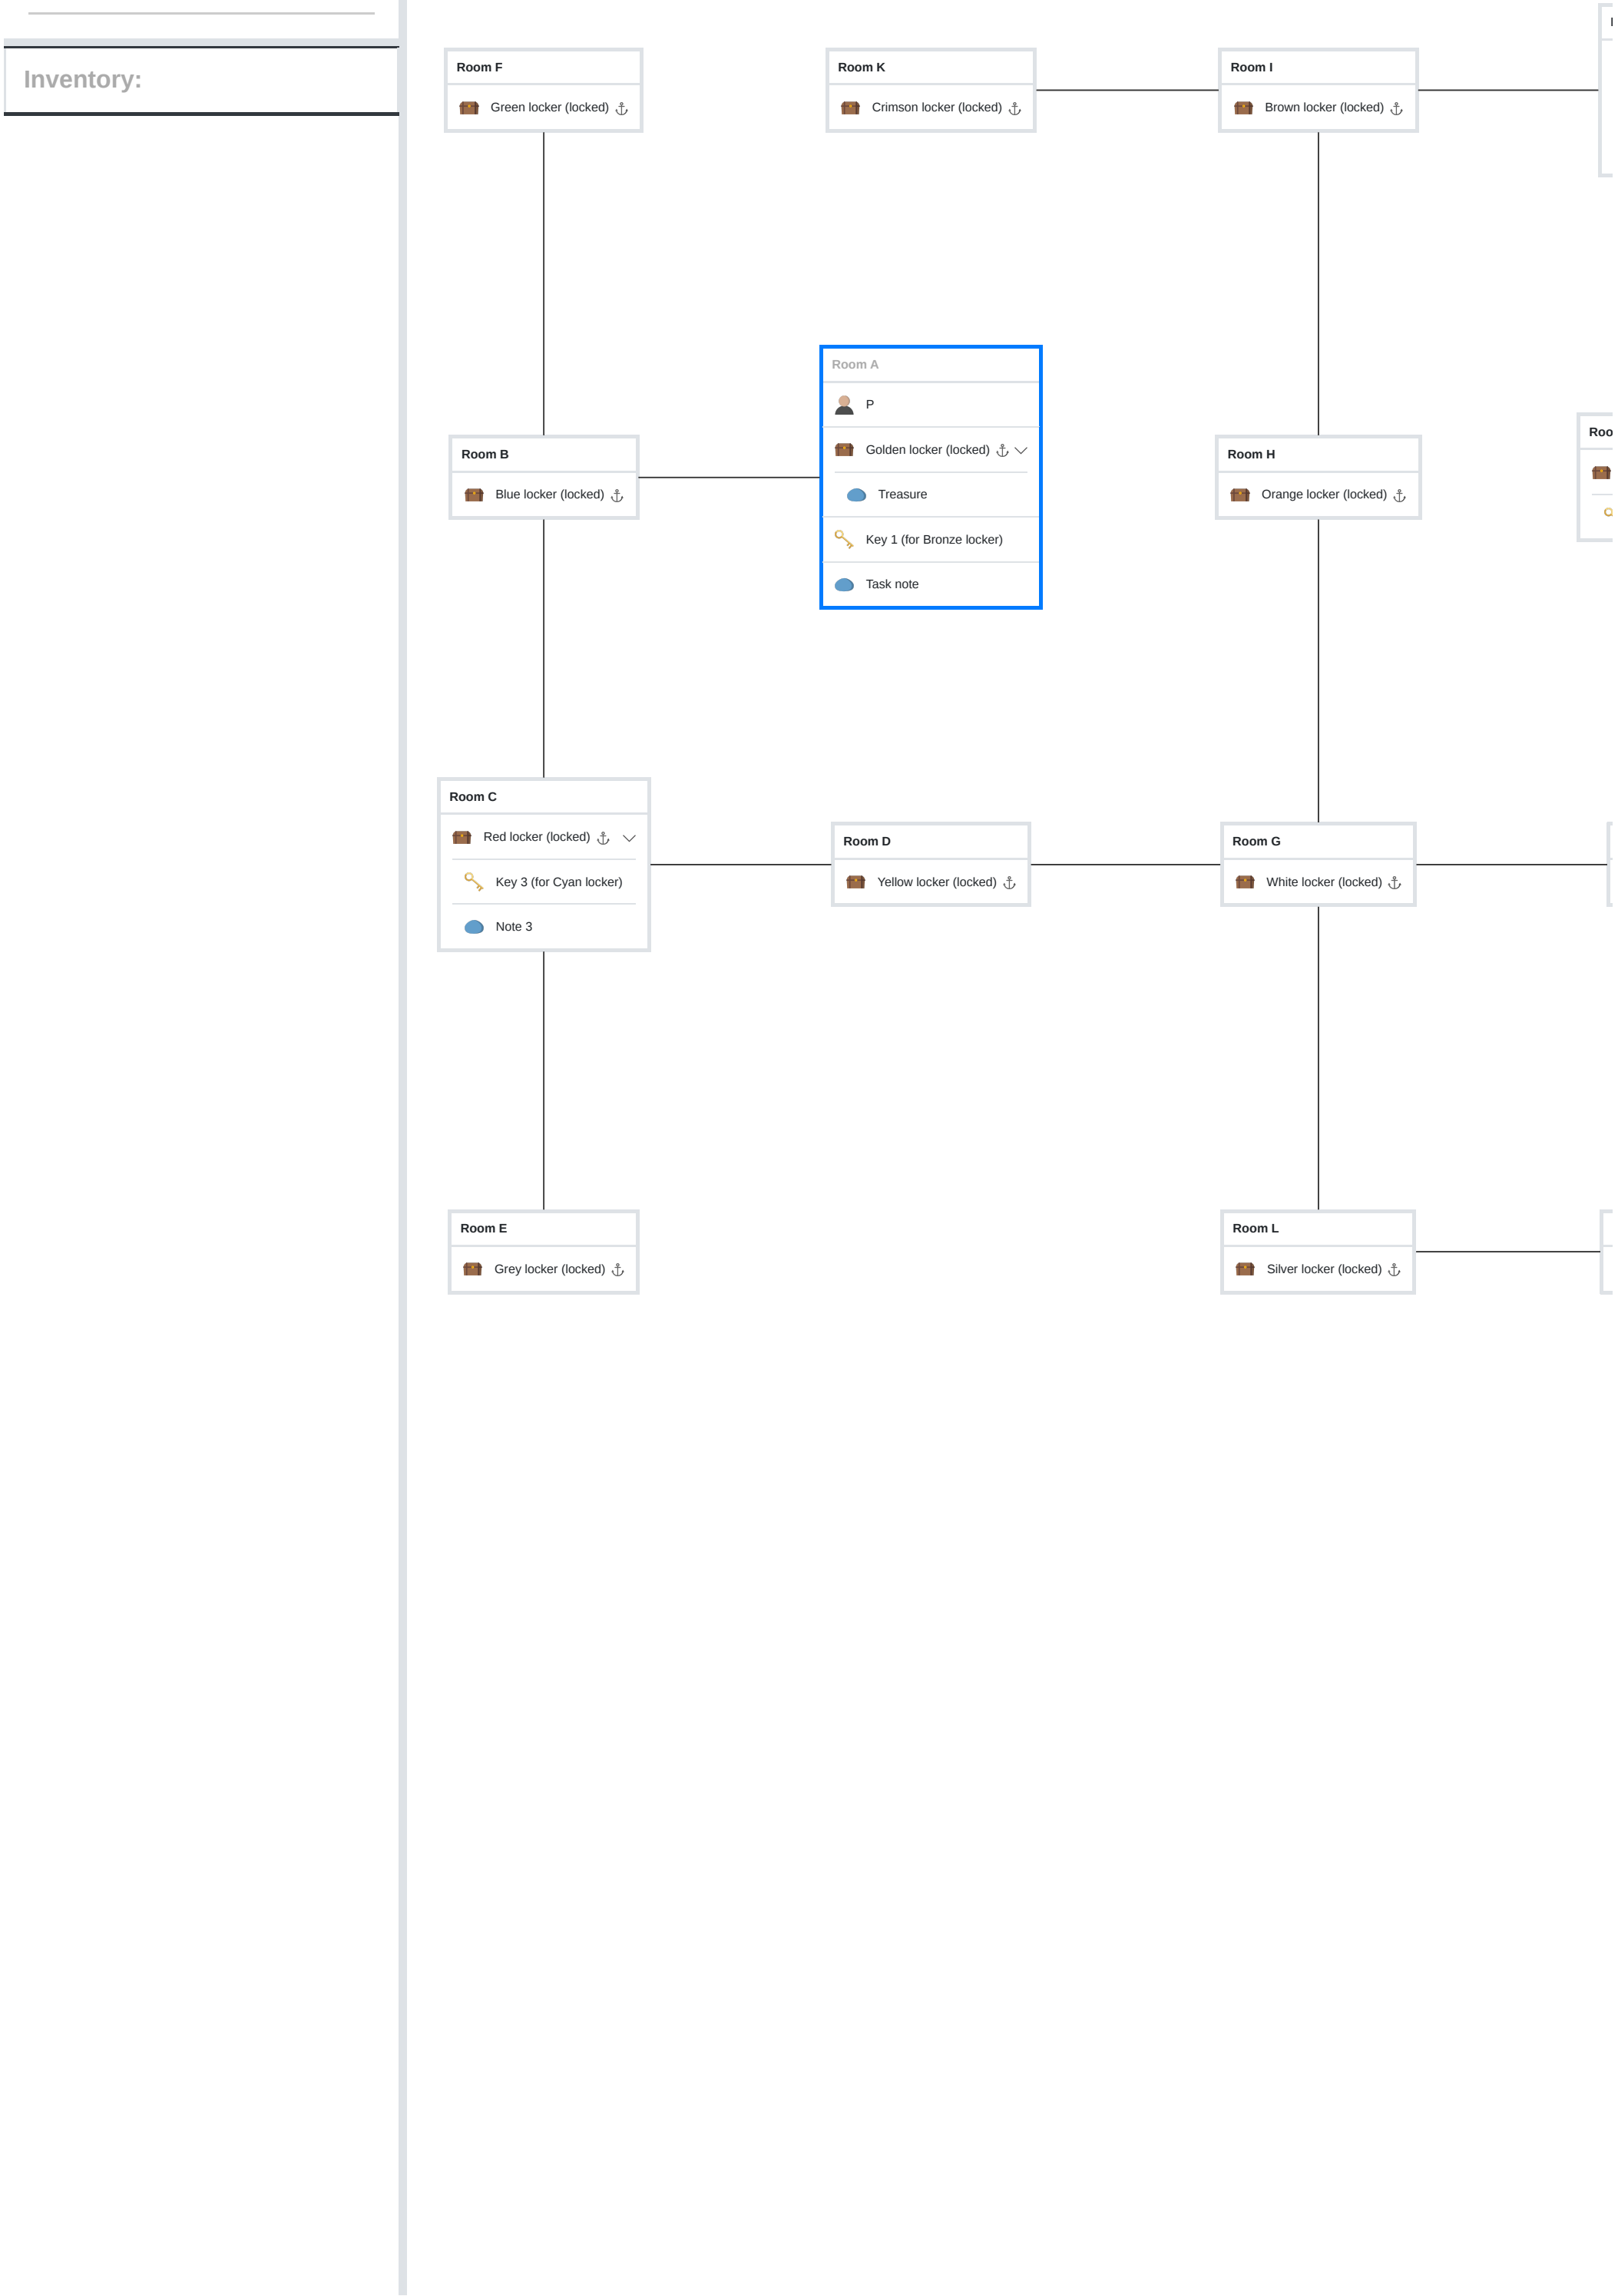 Inventory:
Room F
Green locker (locked)
Room K
Crimson locker (locked)
Room I
Brown locker (locked)
Room A
P
Golden locker (locked)
Treasure
Key 1 (for Bronze locker)
Task note
Room B
Blue locker (locked)
Room H
Orange locker (locked)
Room C
Red locker (locked)
Key 3 (for Cyan locker)
Note 3
Room D
Yellow locker (locked)
Room G
White locker (locked)
Room E
Grey locker (locked)
Room L
Silver locker (locked)